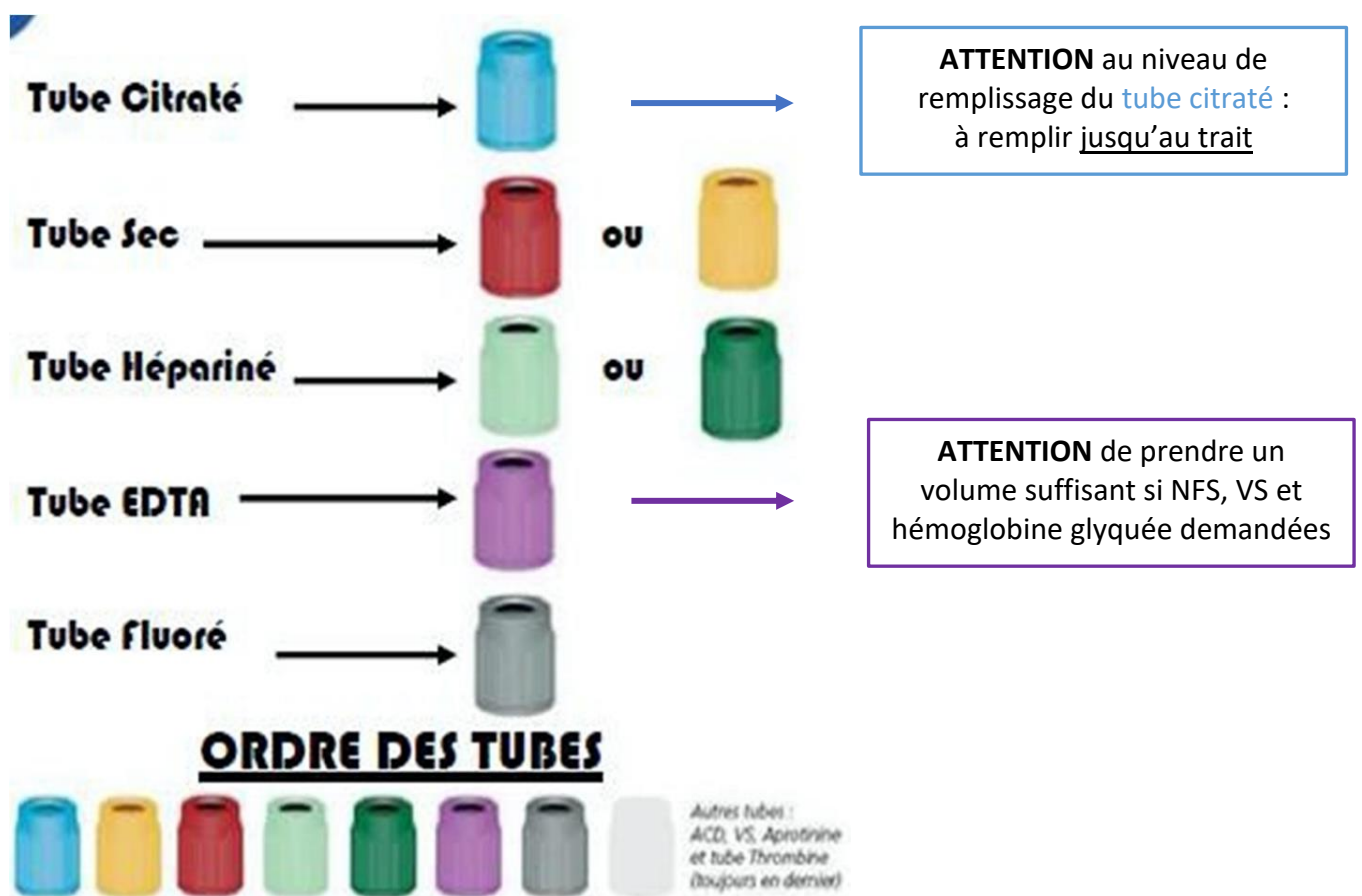 Tube Citraté
ATTENTION au niveau de
remplissage du tube citraté :
à remplir jusqu’au trait
Tube Sec
ou
Tube Hépariné
ou
Tube EDTA
ATTENTION de prendre un
volume suffisant si NFS, VS et
hémoglobine glyquée demandées
Tube Fluoré
ORDRE DES TUBES
Autres tubes :
ACD, VS, Aprotinine
et tube Thrombine
(toujours en dernier)